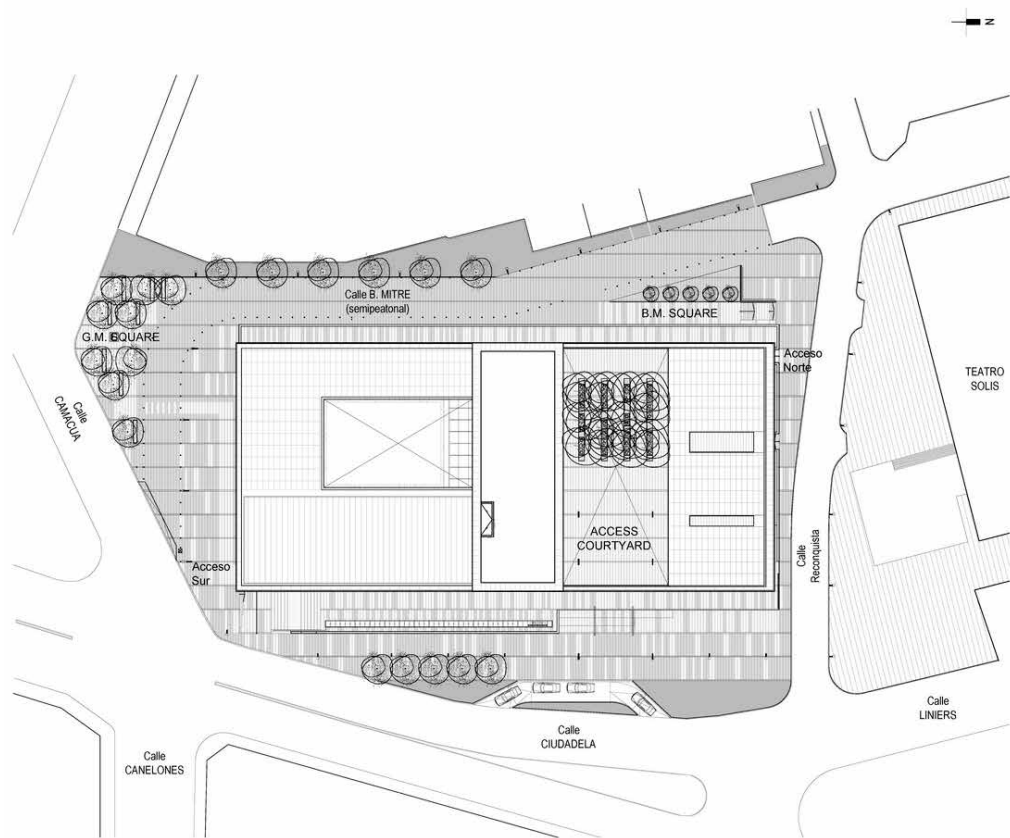 N
Calle B. MITRE
(semipeatonal)
B.M. SQUARE
G.M. SQUARE
Acceso
Norte
TEATRO
SOLIS
Calle
CAMACUA
ACCESS
COURTYARD
Calle
Reconquista
Acceso
Sur
Calle
LINIERS
Calle
CIUDADELA
Calle
CANELONES